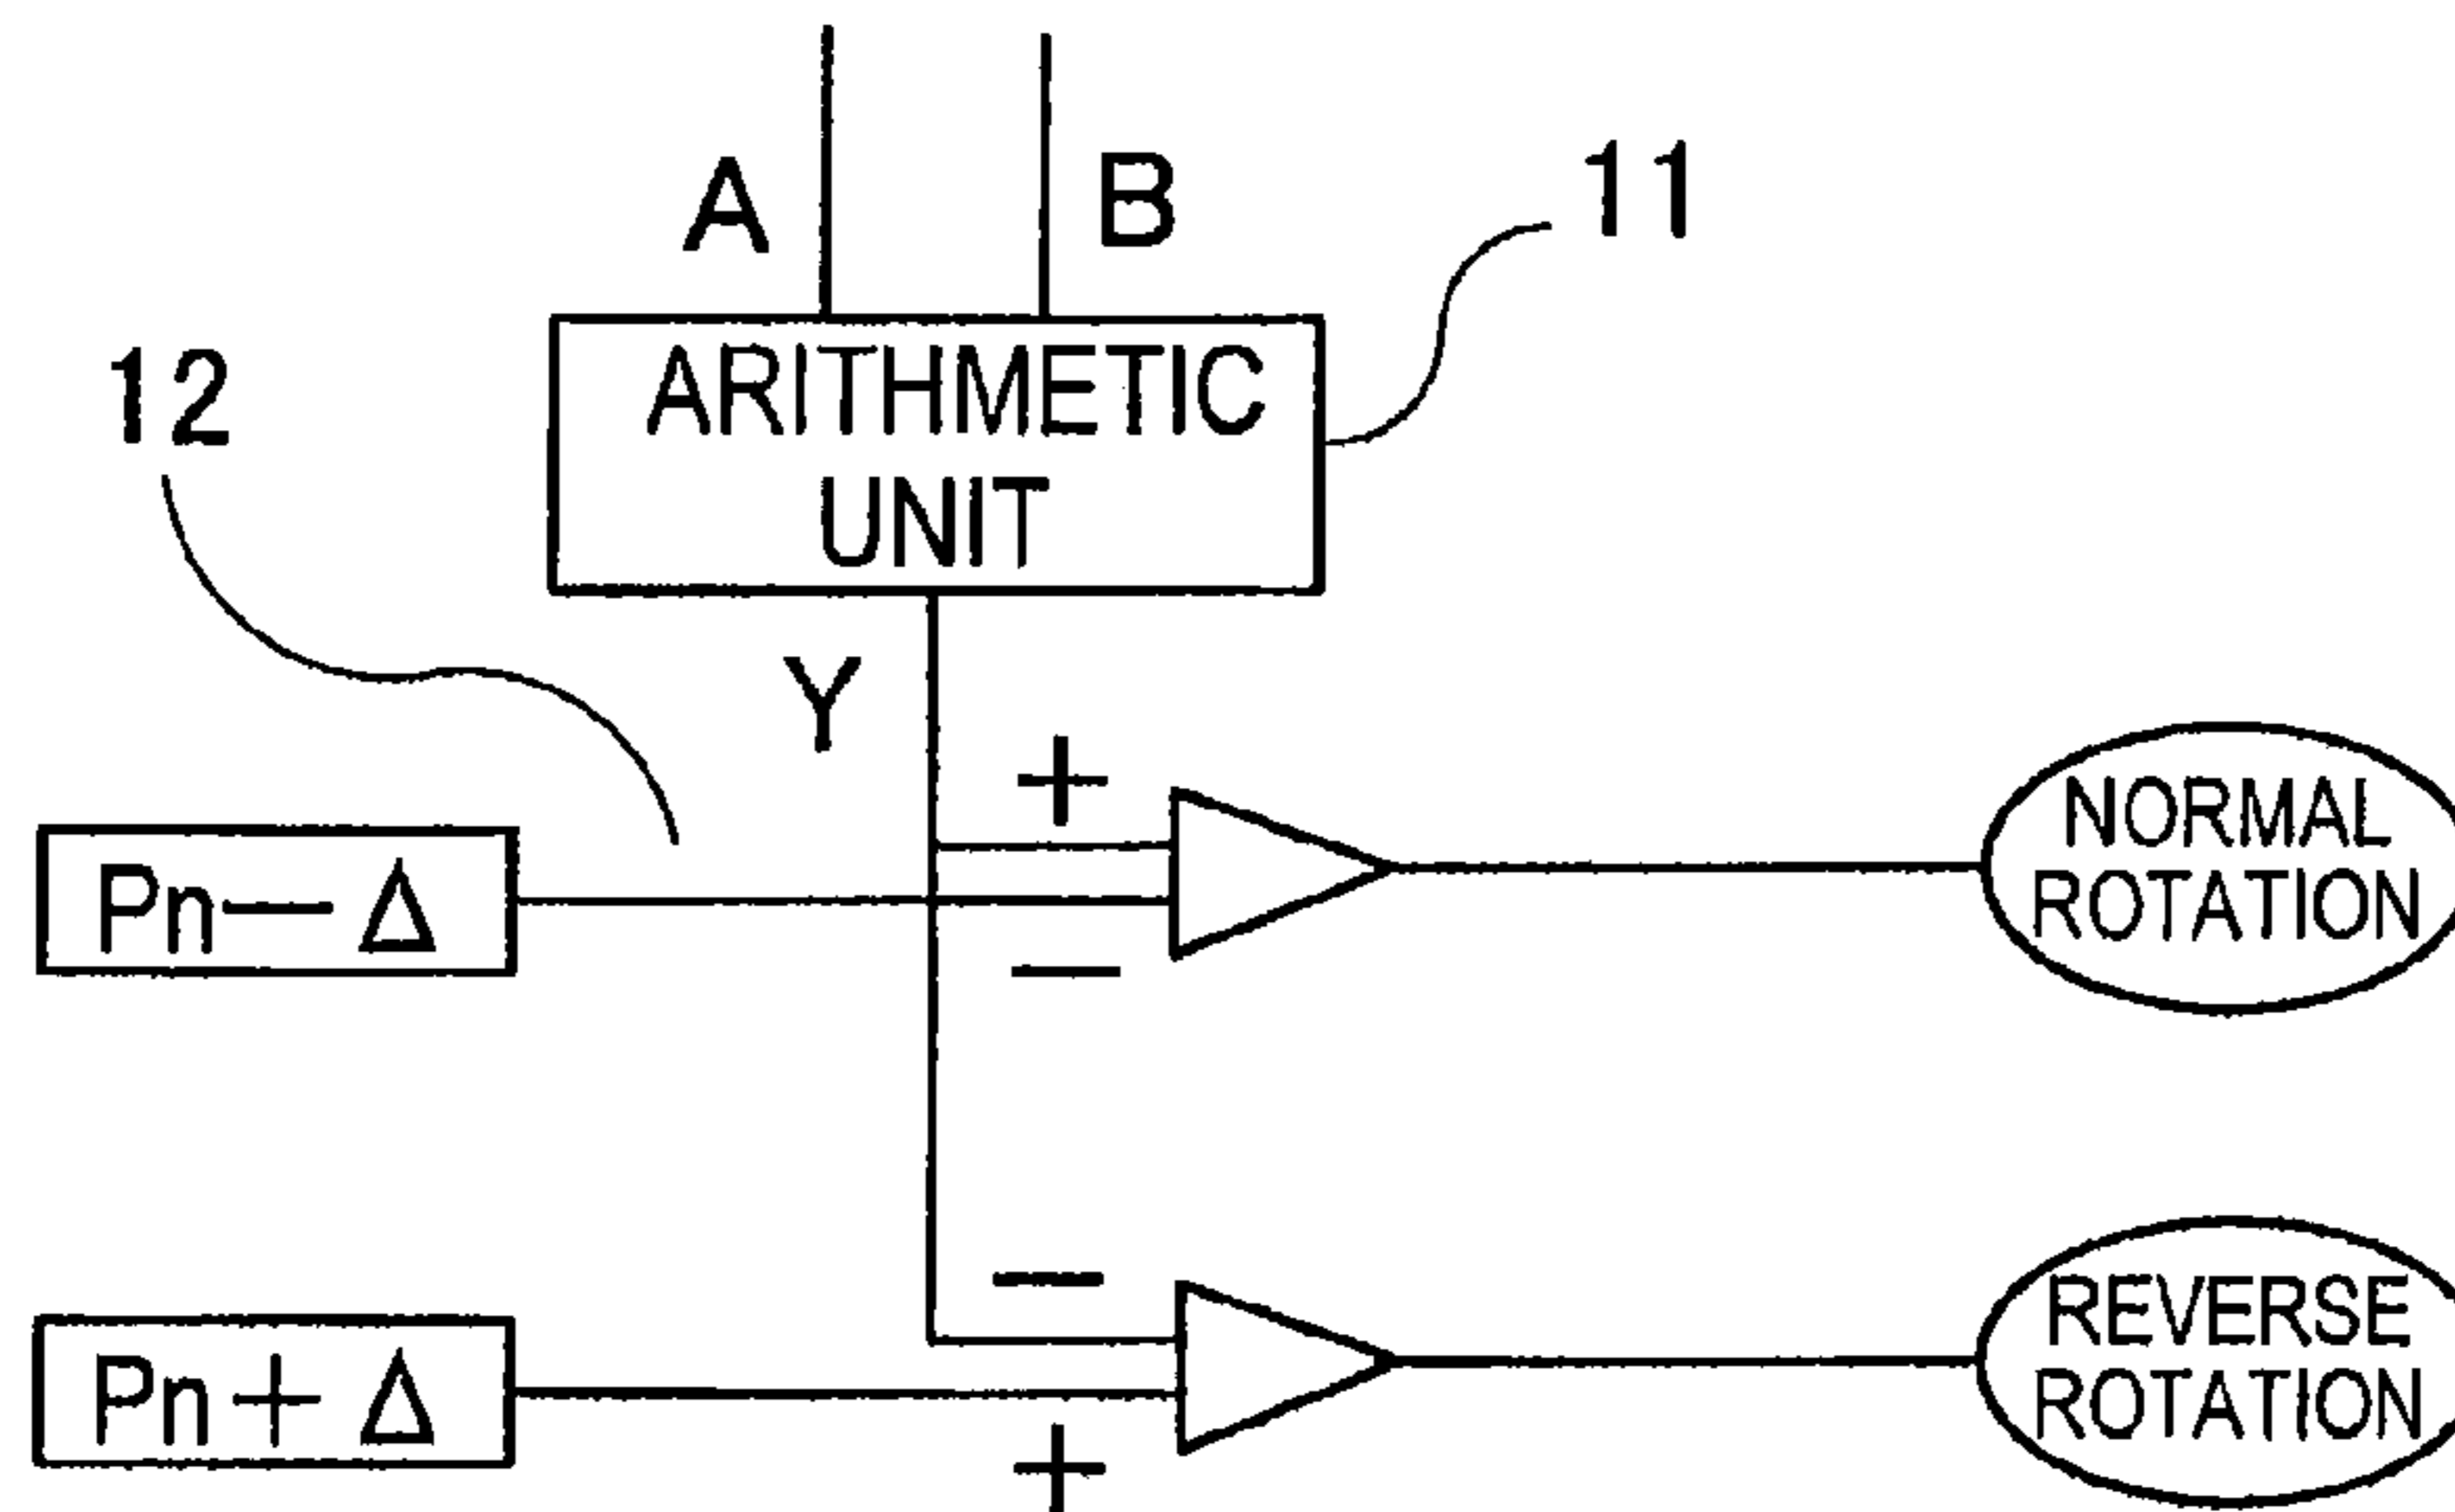 A
B
11
ARITHMETIC
UNIT
12
Y
+
Pn−Δ
−
NORMAL
ROTATION
−
Pn+Δ
+
REVERSE
ROTATION